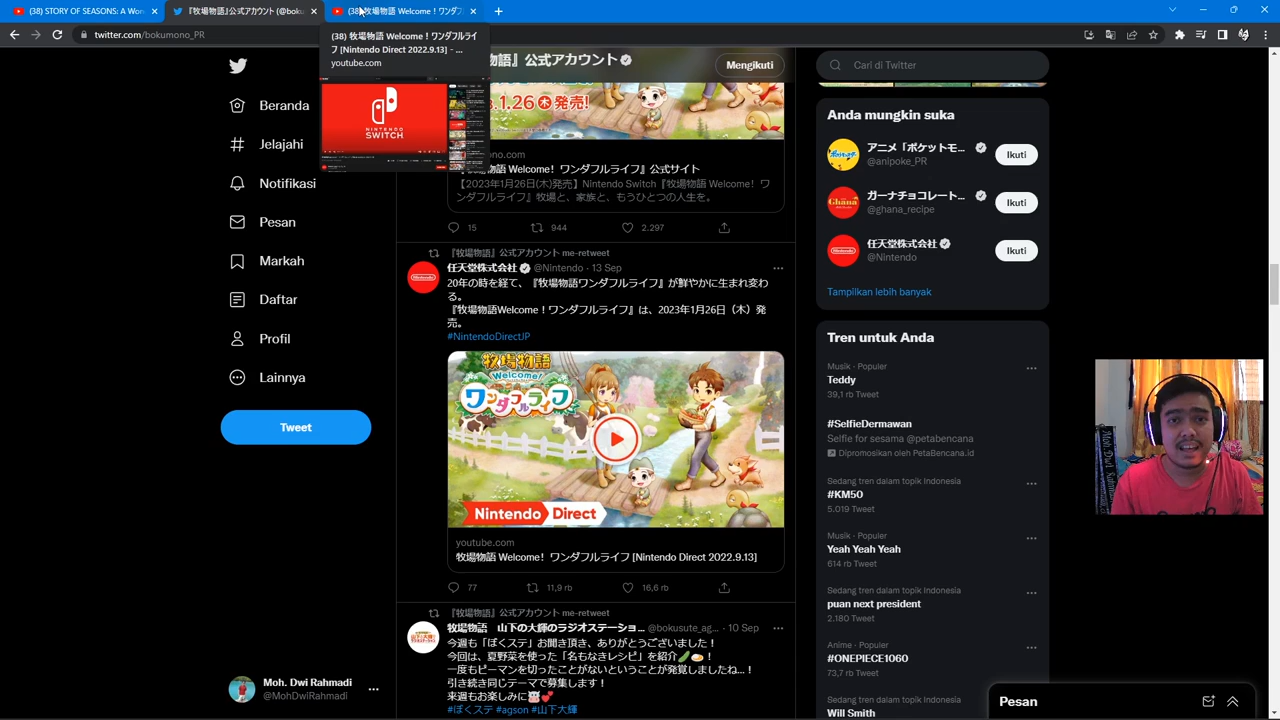 (38) STORY OF SEASONS: A Wo
『牧場物語』公式アカウント (@boku
(38) 牧場物語 Welcome！ワンダフ
twitter.com/bokumono_PR
(38) 牧場物語 Welcome！ワンダフルライ
フ [Nintendo Direct 2022.9.13] - ...
youtube.com
NINTENDO
SWITCH
物語』公式アカウント
Mengikuti
Cari di Twitter
Beranda
Jelajahi
Notifikasi
Pesan
Markah
Daftar
Profil
Lainnya
Tweet
Moh. Dwi Rahmadi
@MohDwiRahmadi
.1.26 木 発売!
no.com
物語 Welcome！ワンダフルライフ』公式サイト
【2023年1月26日(木)発売】Nintendo Switch『牧場物語 Welcome！ワ
ンダフルライフ』牧場と、家族と、もうひとつの人生を。
15 944 2.297
『牧場物語』公式アカウント me-retweet
任天堂株式会社 @Nintendo · 13 Sep
20年の時を経て、『牧場物語ワンダフルライフ』が鮮やかに生まれ変わ
る。
『牧場物語Welcome！ワンダフルライフ』は、2023年1月26日（木）発
売。
#NintendoDirectJP
牧場物語
Welcome!
ワンダフルライフ
Nintendo Direct
youtube.com
牧場物語 Welcome！ワンダフルライフ [Nintendo Direct 2022.9.13]
77 11,9 rb 16,6 rb
『牧場物語』公式アカウント me-retweet
牧場物語 山下の大輝のラジオステーショ... @bokusute_ag... · 10 Sep
今週も「ぼくステ」お聞き頂き、ありがとうございました！
今回は、夏野菜を使った「名もなきレシピ」を紹介🥒🍳！
一度もピーマンを切ったことがないということが発覚しましたね...！
引き続き同じテーマで募集します！
来週もお楽しみに🐮💕
#ぼくステ #agson #山下大輝
Anda mungkin suka
アニメ「ポケットモ...
@anipoke_PR
Ikuti
ガーナチョコレート...
@ghana_recipe
Ikuti
任天堂株式会社
@Nintendo
Ikuti
Tampilkan lebih banyak
Tren untuk Anda
Musik · Populer
Teddy
39,1 rb Tweet
#SelfieDermawan
Selfie for sesama @petabencana
Dipromosikan oleh PetaBencana.id
Sedang tren dalam topik Indonesia
#KM50
5.019 Tweet
Musik · Populer
Yeah Yeah Yeah
614 rb Tweet
Sedang tren dalam topik Indonesia
puan next president
2.180 Tweet
Anime · Populer
#ONEPIECE1060
73,7 rb Tweet
Sedang tren dalam topik Indonesia
Will Smith
Pesan